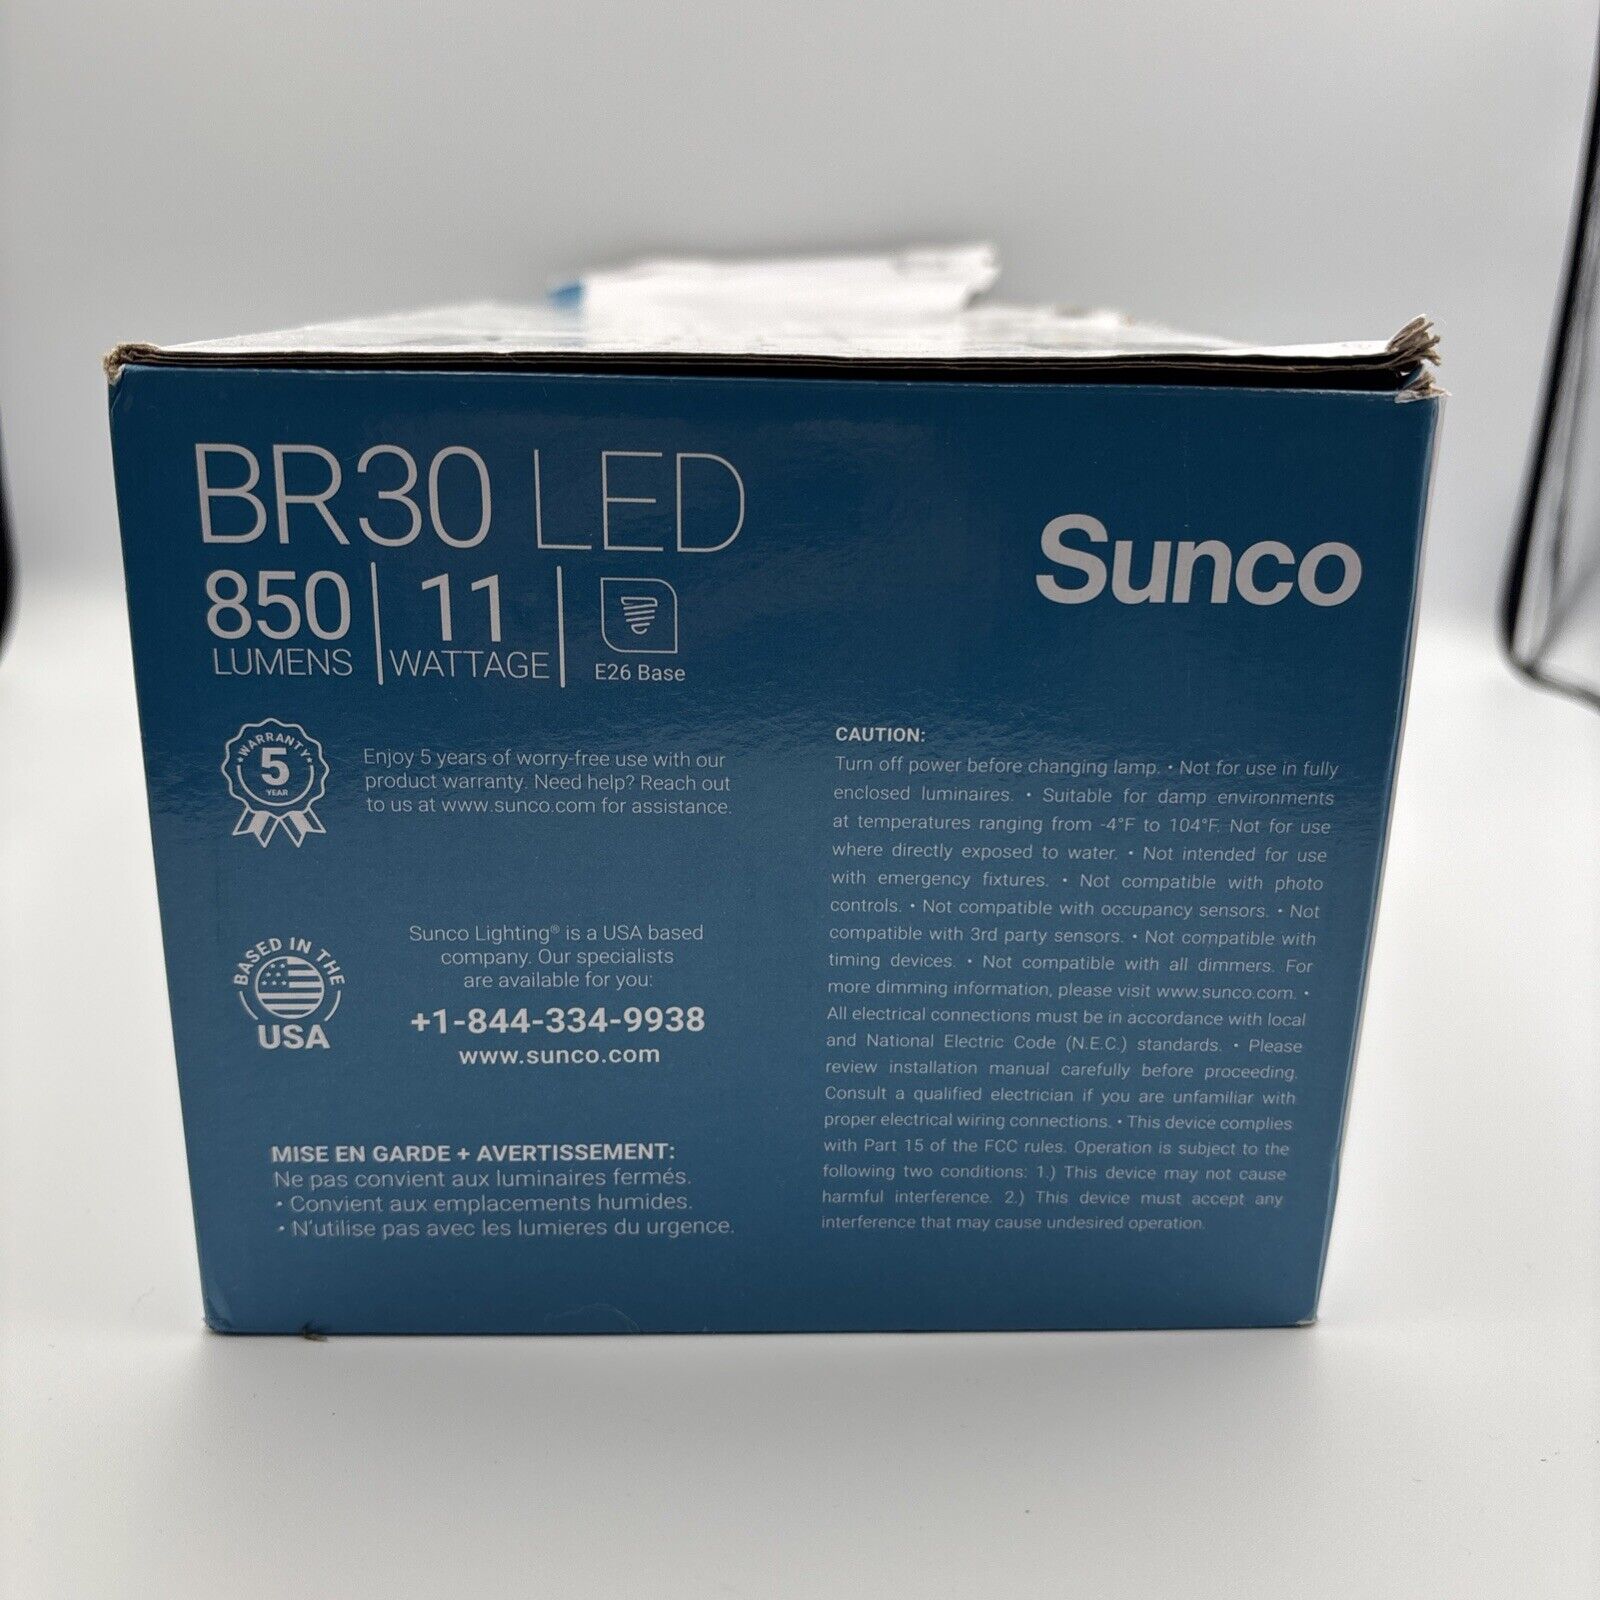 BR30 LED
850 | 11
LUMENS WATTAGE
E26 Base
Sunco
WARRANTY
5
YEAR
Enjoy 5 years of worry-free use with our
product warranty. Need help? Reach out
to us at www.sunco.com for assistance.
BASED IN THE
USA
Sunco Lighting® is a USA based
company. Our specialists
are available for you:
+1-844-334-9938
www.sunco.com
MISE EN GARDE + AVERTISSEMENT:
Ne pas convient aux luminaires fermés.
• Convient aux emplacements humides.
• N'utilise pas avec les lumieres du urgence.
CAUTION:
Turn off power before changing lamp. • Not for use in fully
enclosed luminaires. • Suitable for damp environments
at temperatures ranging from -4°F to 104°F. Not for use
where directly exposed to water. • Not intended for use
with emergency fixtures. • Not compatible with photo
controls. • Not compatible with occupancy sensors. • Not
compatible with 3rd party sensors. • Not compatible with
timing devices. • Not compatible with all dimmers. For
more dimming information, please visit www.sunco.com. •
All electrical connections must be in accordance with local
and National Electric Code (N.E.C.) standards. • Please
review installation manual carefully before proceeding.
Consult a qualified electrician if you are unfamiliar with
proper electrical wiring connections. • This device complies
with Part 15 of the FCC rules. Operation is subject to the
following two conditions: 1.) This device may not cause
harmful interference. 2.) This device must accept any
interference that may cause undesired operation.